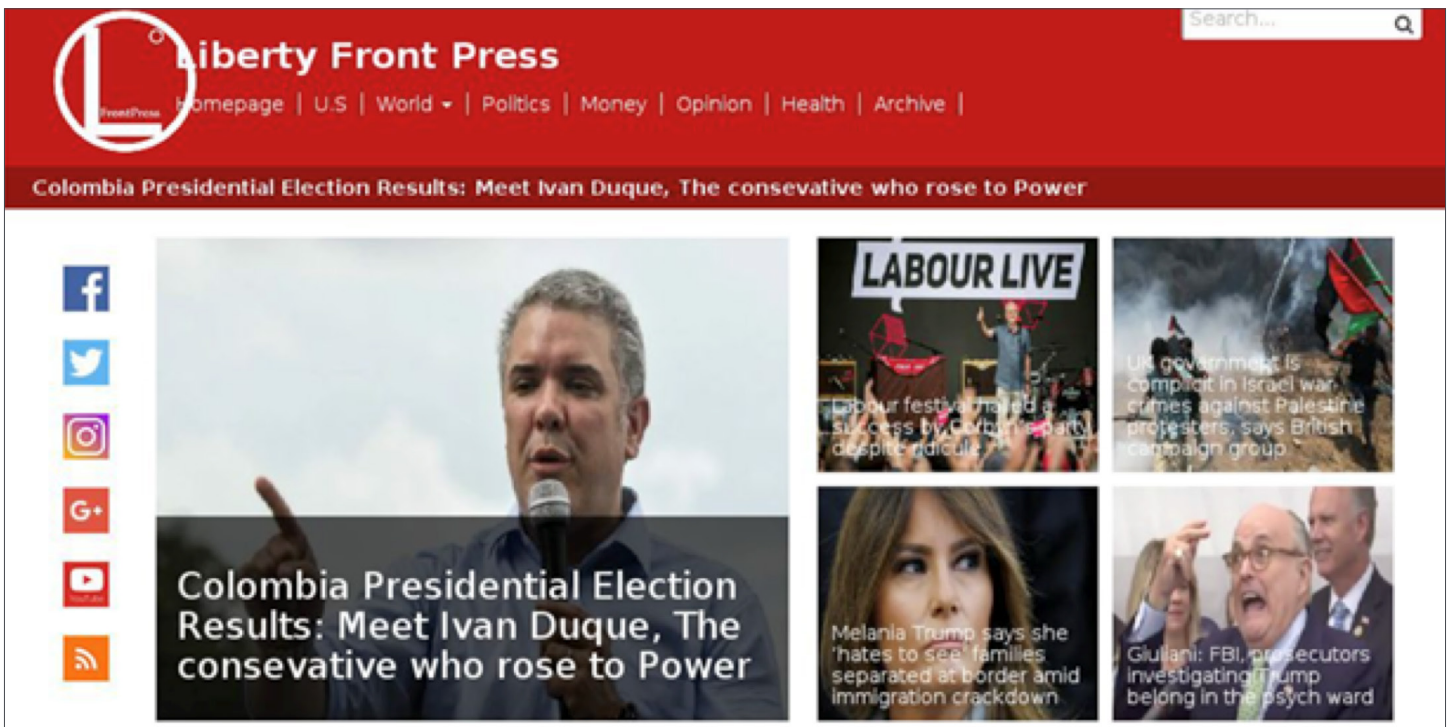 Search...
Liberty Front Press
FrontPress
Homepage | U.S | World | Politics | Money | Opinion | Health | Archive |
Colombia Presidential Election Results: Meet Ivan Duque, The consevative who rose to Power
Colombia Presidential Election
Results: Meet Ivan Duque, The
consevative who rose to Power
LABOUR LIVE
Labour festival hailed a
success by Corbyn's party
despite ridicule
UK government is
complicit in Israel war
crimes against Palestine
protesters, says British
campaign group
Melania Trump says she
'hates to see' families
separated at border amid
immigration crackdown
Giuliani: FBI, prosecutors
investigating Trump
belong in the psych ward
G+
YouTube